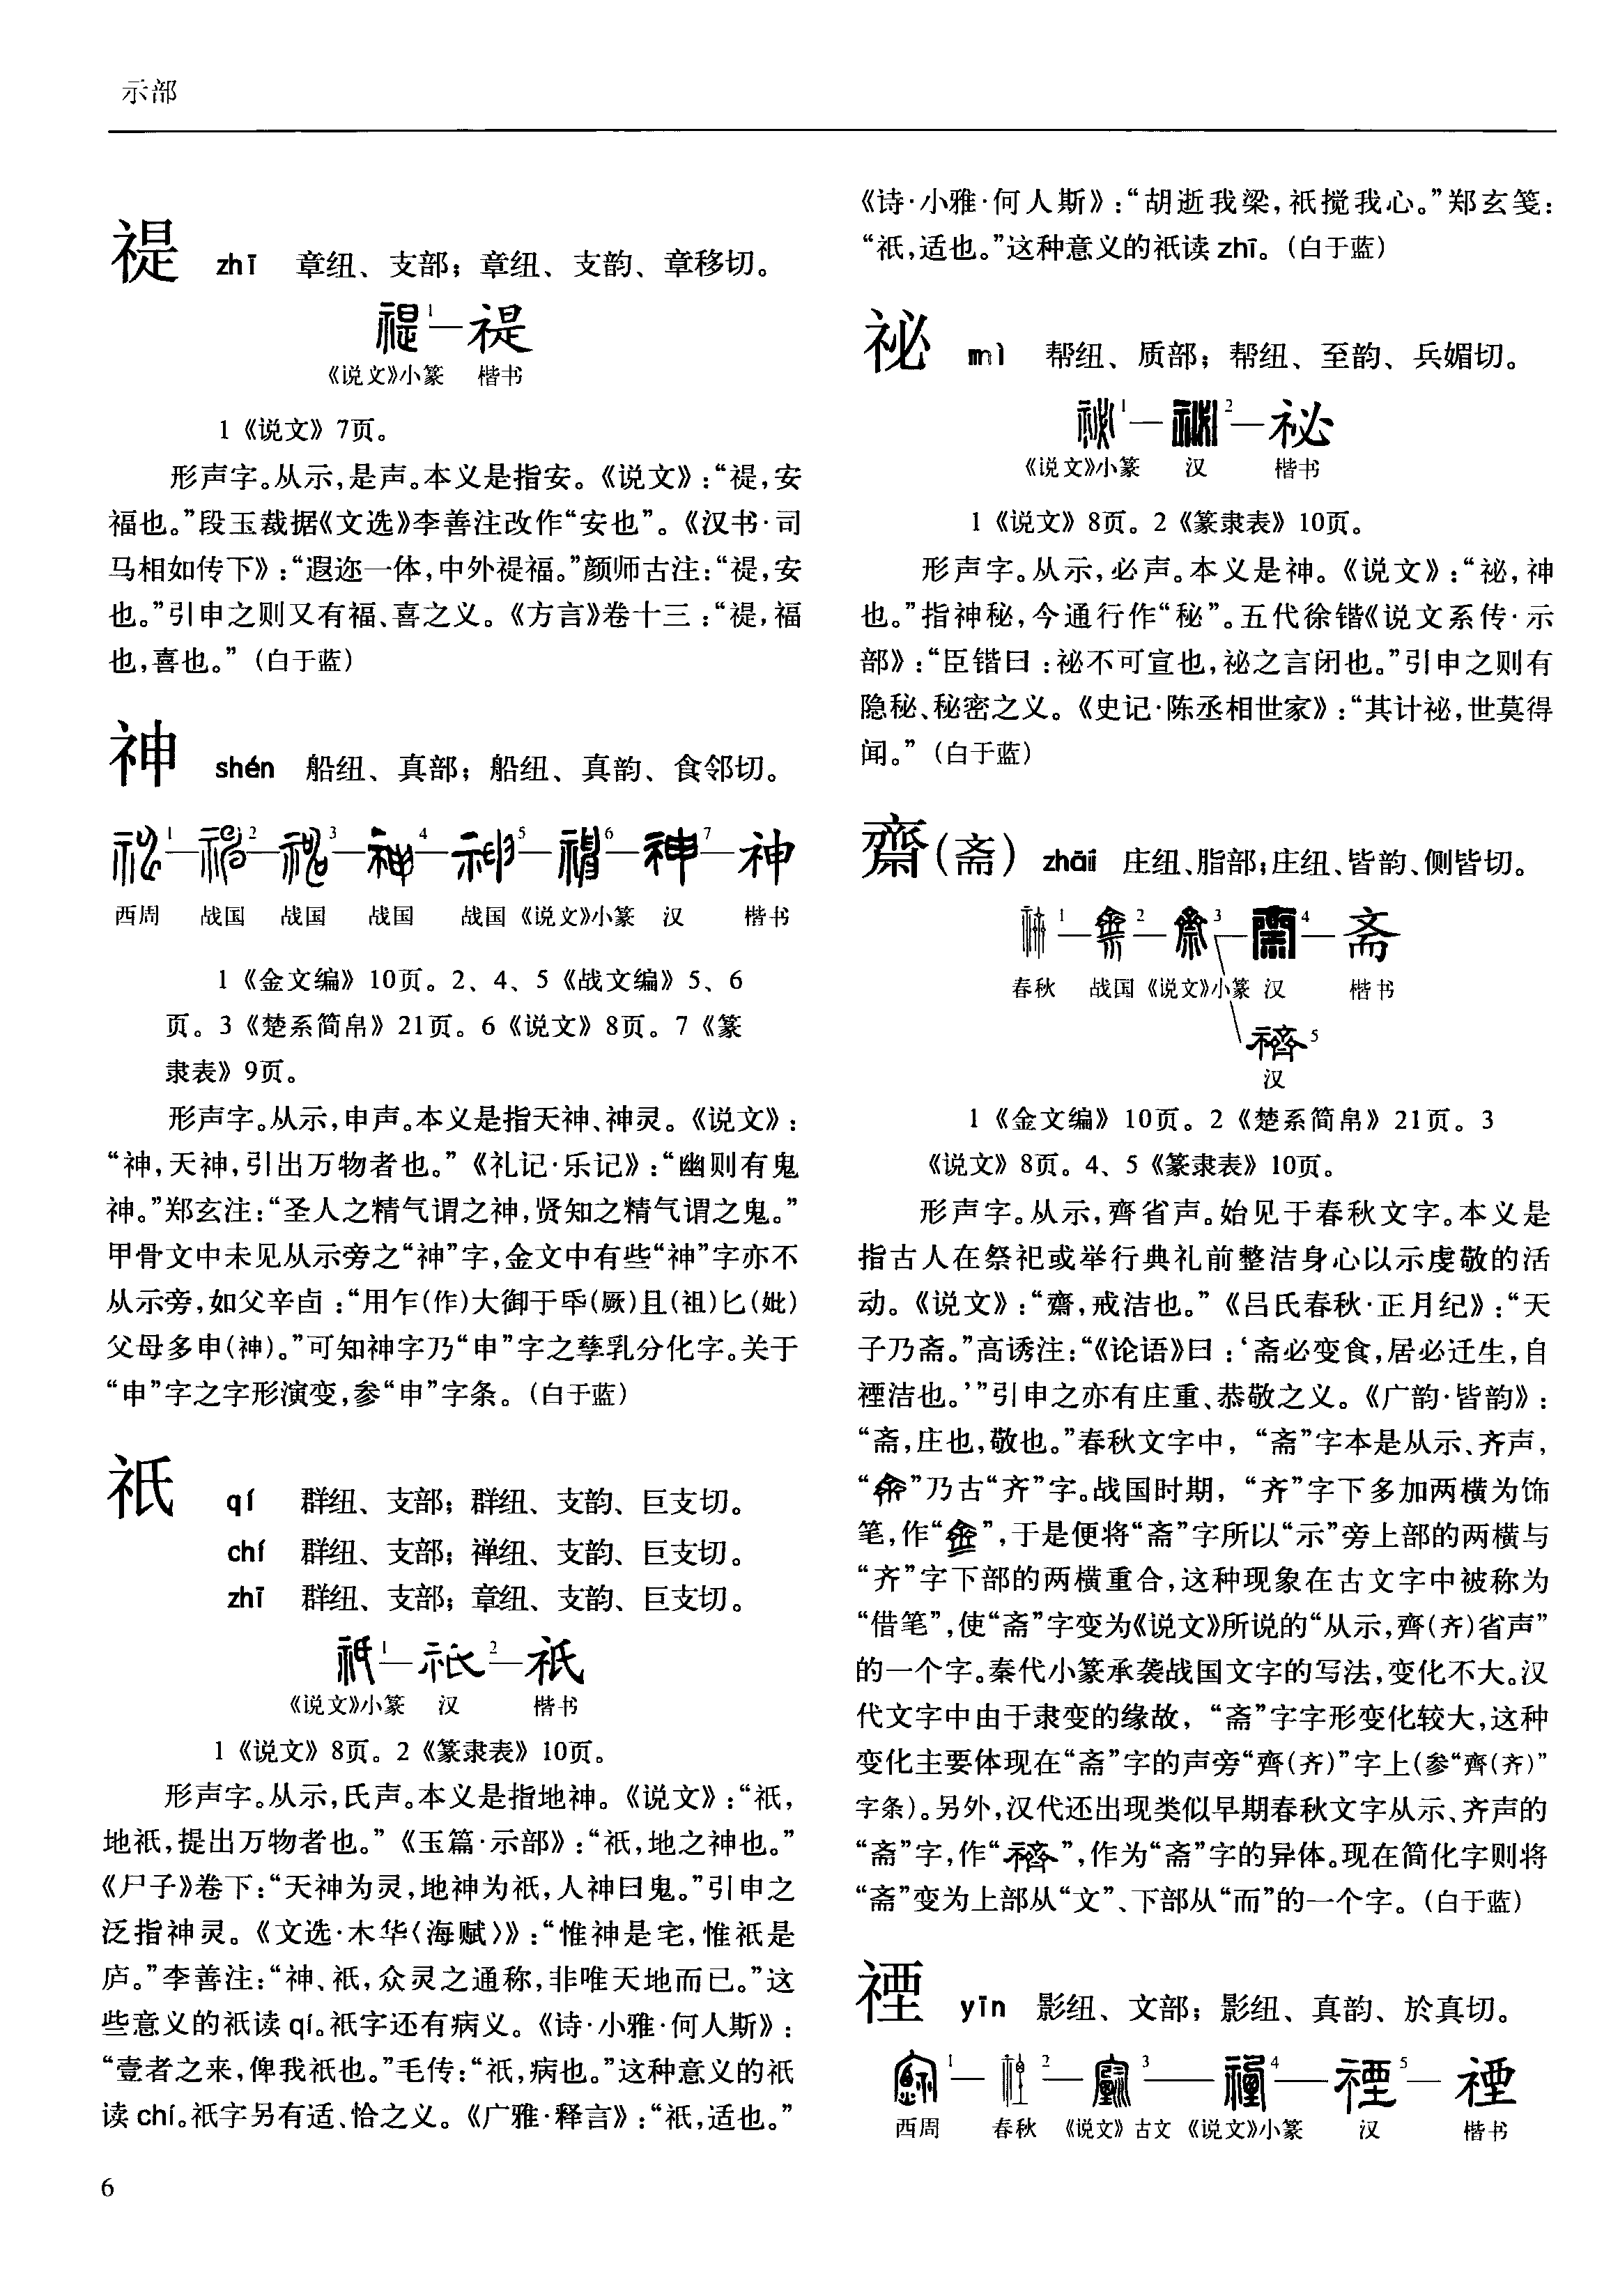 示部
禔 zhī 章纽、支部；章纽、支韵、章移切。
1—禔
《说文》小篆 楷书
1《说文》7页。
形声字。从示，是声。本义是指安。《说文》：“禔，安
福也。”段玉裁据《文选》李善注改作“安也”。《汉书·司
马相如传下》：“遐迩一体，中外禔福。”颜师古注：“禔，安
也。”引申之则又有福、喜之义。《方言》卷十三：“禔，福
也，喜也。”（白于蓝）
神 shén 船纽、真部；船纽、真韵、食邻切。
1—2—3—4—5—6—神7—神
西周 战国 战国 战国 战国 《说文》小篆 汉 楷书
1《金文编》10页。2、4、5《战文编》5、6
页。3《楚系简帛》21页。6《说文》8页。7《篆
隶表》9页。
形声字。从示，申声。本义是指天神、神灵。《说文》：
“神，天神，引出万物者也。”《礼记·乐记》：“幽则有鬼
神。”郑玄注：“圣人之精气谓之神，贤知之精气谓之鬼。”
甲骨文中未见从示旁之“神”字，金文中有些“神”字亦不
从示旁，如父辛卣：“用乍(作)大御于氒(厥)且(祖)匕(妣)
父母多申(神)。”可知神字乃“申”字之孳乳分化字。关于
“申”字之字形演变，参“申”字条。（白于蓝）
祇 qí 群纽、支部；群纽、支韵、巨支切。
chí 群纽、支部；禅纽、支韵、巨支切。
zhī 群纽、支部；章纽、支韵、巨支切。
1—2—祇
《说文》小篆 汉 楷书
1《说文》8页。2《篆隶表》10页。
形声字。从示，氏声。本义是指地神。《说文》：“祇，
地祇，提出万物者也。”《玉篇·示部》：“祇，地之神也。”
《尸子》卷下：“天神为灵，地神为祇，人神曰鬼。”引申之
泛指神灵。《文选·木华〈海赋〉》：“惟神是宅，惟祇是
庐。”李善注：“神、祇，众灵之通称，非唯天地而已。”这
些意义的祇读 qí。祇字还有病义。《诗·小雅·何人斯》：
“壹者之来，俾我祇也。”毛传：“祇，病也。”这种意义的祇
读 chí。祇字另有适、恰之义。《广雅·释言》：“祇，适也。”
6
《诗·小雅·何人斯》：“胡逝我梁，祇搅我心。”郑玄笺：
“祇，适也。”这种意义的祇读 zhī。（白于蓝）
祕 mì 帮纽、质部；帮纽、至韵、兵媚切。
1—2—祕
《说文》小篆 汉 楷书
1《说文》8页。2《篆隶表》10页。
形声字。从示，必声。本义是神。《说文》：“祕，神
也。”指神秘，今通行作“秘”。五代徐锴《说文系传·示
部》：“臣锴曰：祕不可宣也，祕之言闭也。”引申之则有
隐秘、秘密之义。《史记·陈丞相世家》：“其计祕，世莫得
闻。”（白于蓝）
齋(斋) zhāi 庄纽、脂部；庄纽、皆韵、侧皆切。
1—2—3—4—斋
春秋 战国 《说文》小篆 汉 楷书
5
汉
1《金文编》10页。2《楚系简帛》21页。3
《说文》8页。4、5《篆隶表》10页。
形声字。从示，齊省声。始见于春秋文字。本义是
指古人在祭祀或举行典礼前整洁身心以示虔敬的活
动。《说文》：“齋，戒洁也。”《吕氏春秋·正月纪》：“天
子乃斋。”高诱注：“《论语》曰：‘斋必变食，居必迁生，自
禋洁也。’”引申之亦有庄重、恭敬之义。《广韵·皆韵》：
“斋，庄也，敬也。”春秋文字中，“斋”字本是从示、齐声，
“”乃古“齐”字。战国时期，“齐”字下多加两横为饰
笔，作“”，于是便将“斋”字所以“示”旁上部的两横与
“齐”字下部的两横重合，这种现象在古文字中被称为
“借笔”，使“斋”字变为《说文》所说的“从示，齊(齐)省声”
的一个字。秦代小篆承袭战国文字的写法，变化不大。汉
代文字中由于隶变的缘故，“斋”字字形变化较大，这种
变化主要体现在“斋”字的声旁“齊(齐)”字上(参“齊(齐)”
字条)。另外，汉代还出现类似早期春秋文字从示、齐声的
“斋”字，作“”，作为“斋”字的异体。现在简化字则将
“斋”变为上部从“文”、下部从“而”的一个字。（白于蓝）
禋 yīn 影纽、文部；影纽、真韵、於真切。
1—2—3—4—禋5—禋
西周 春秋 《说文》古文 《说文》小篆 汉 楷书